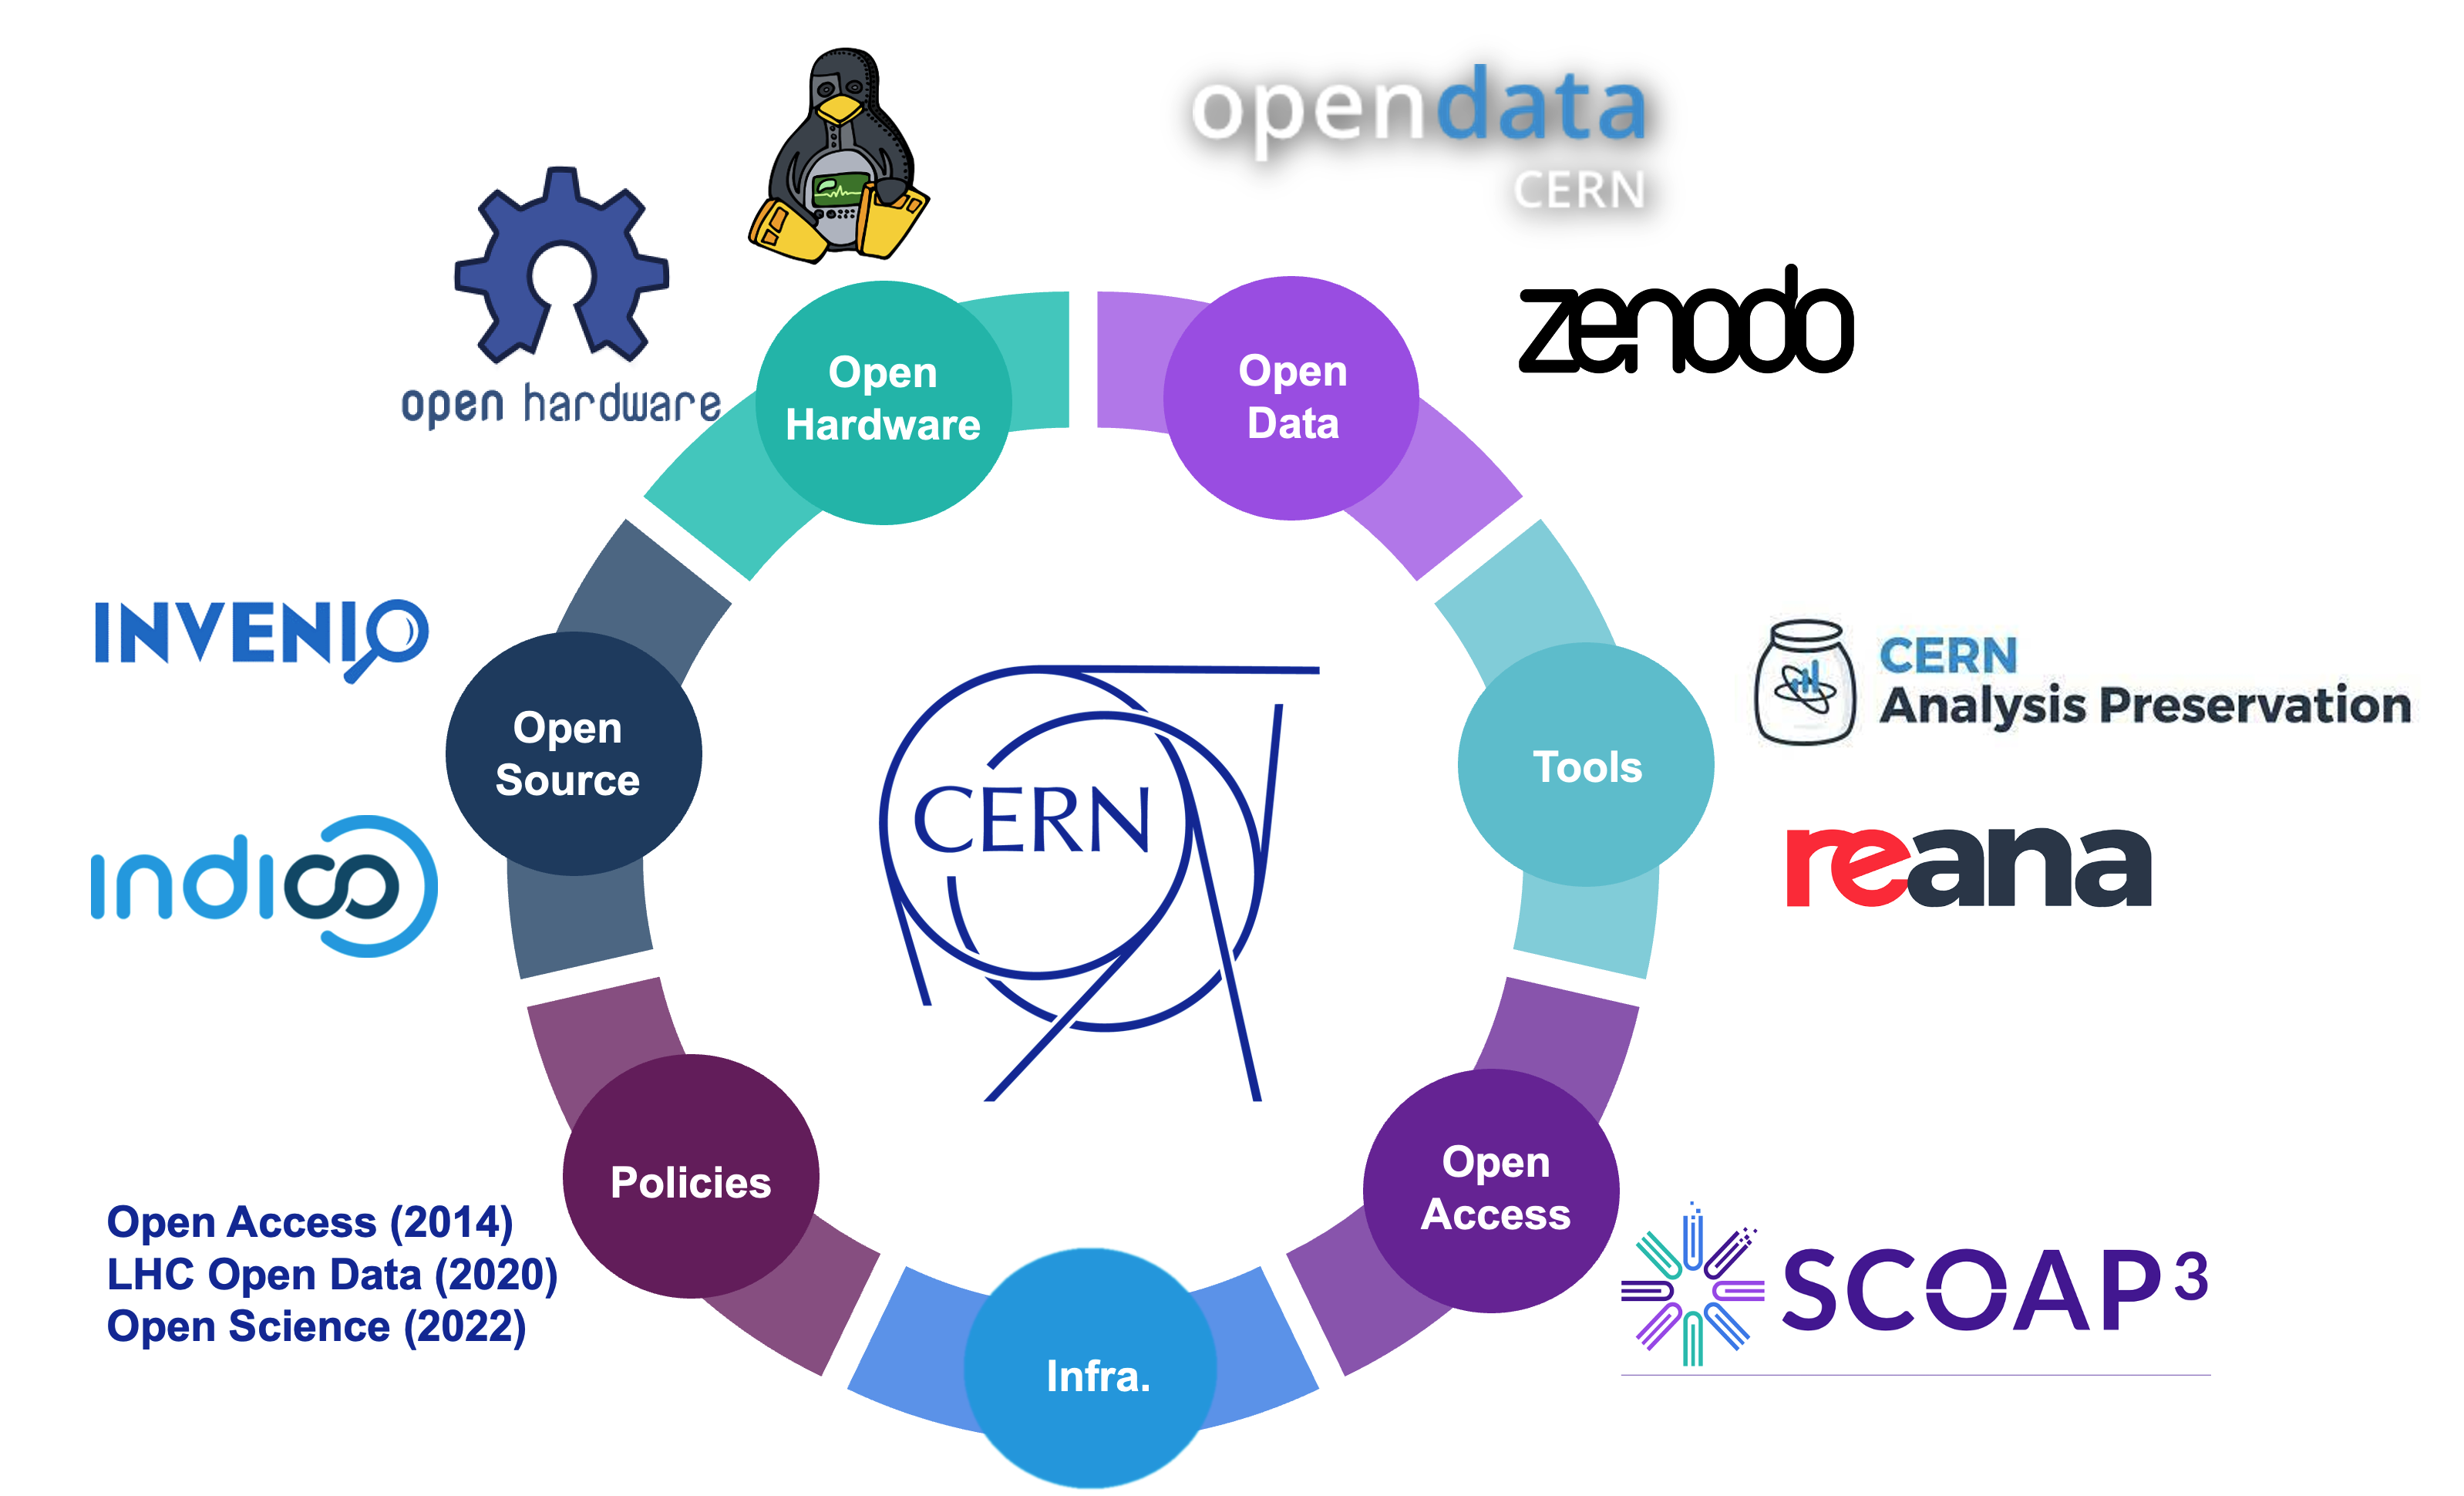 opendata
CERN
zenodo
open hardware
Open
Hardware
Open
Data
INVENIO
Open
Source
Tools
CERN
Analysis Preservation
CERN
indico
reana
Policies
Open
Access
Open Access (2014)
LHC Open Data (2020)
Open Science (2022)
SCOAP³
Infra.